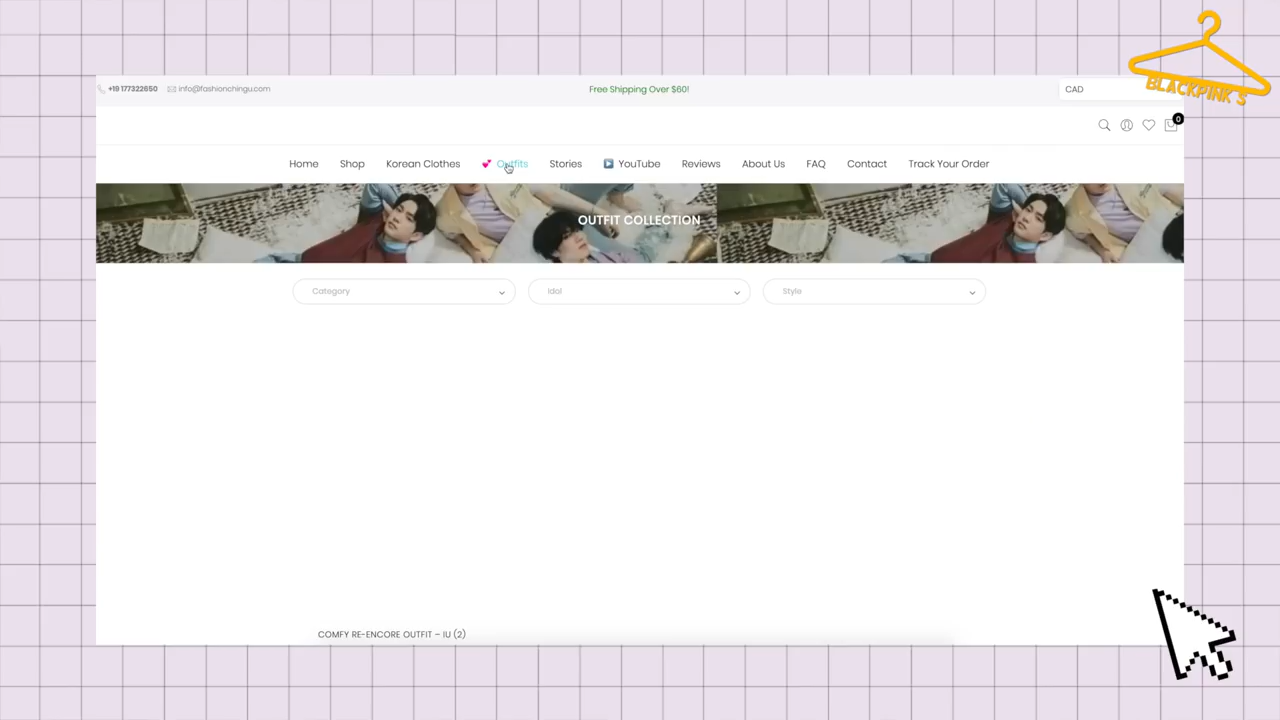 BLACKPINK S
+19 177322650 info@fashionchingu.com Free Shipping Over $60! CAD
0
Home Shop Korean Clothes Outfits Stories YouTube Reviews About Us FAQ Contact Track Your Order
OUTFIT COLLECTION
Category Idol Style
COMFY RE-ENCORE OUTFIT – IU (2)